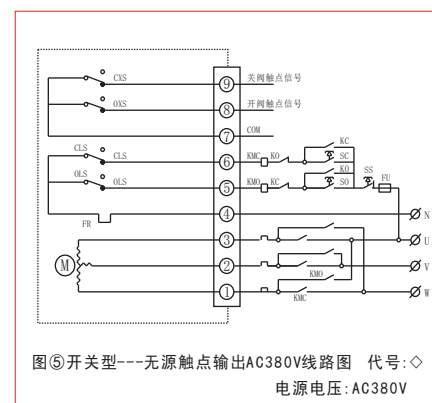 CXS
⑨
关阀触点信号
OXS
⑧
开阀触点信号
⑦
COM
KC
CLS
CLS
⑥
KMC
KO
SC
KO
SS
OLS
OLS
⑤
KMO
KC
SO
FU
④
N
FR
③
U
M
②
V
KMO
①
W
KMC
图⑤开关型---无源触点输出AC380V线路图 代号:◇
电源电压:AC380V